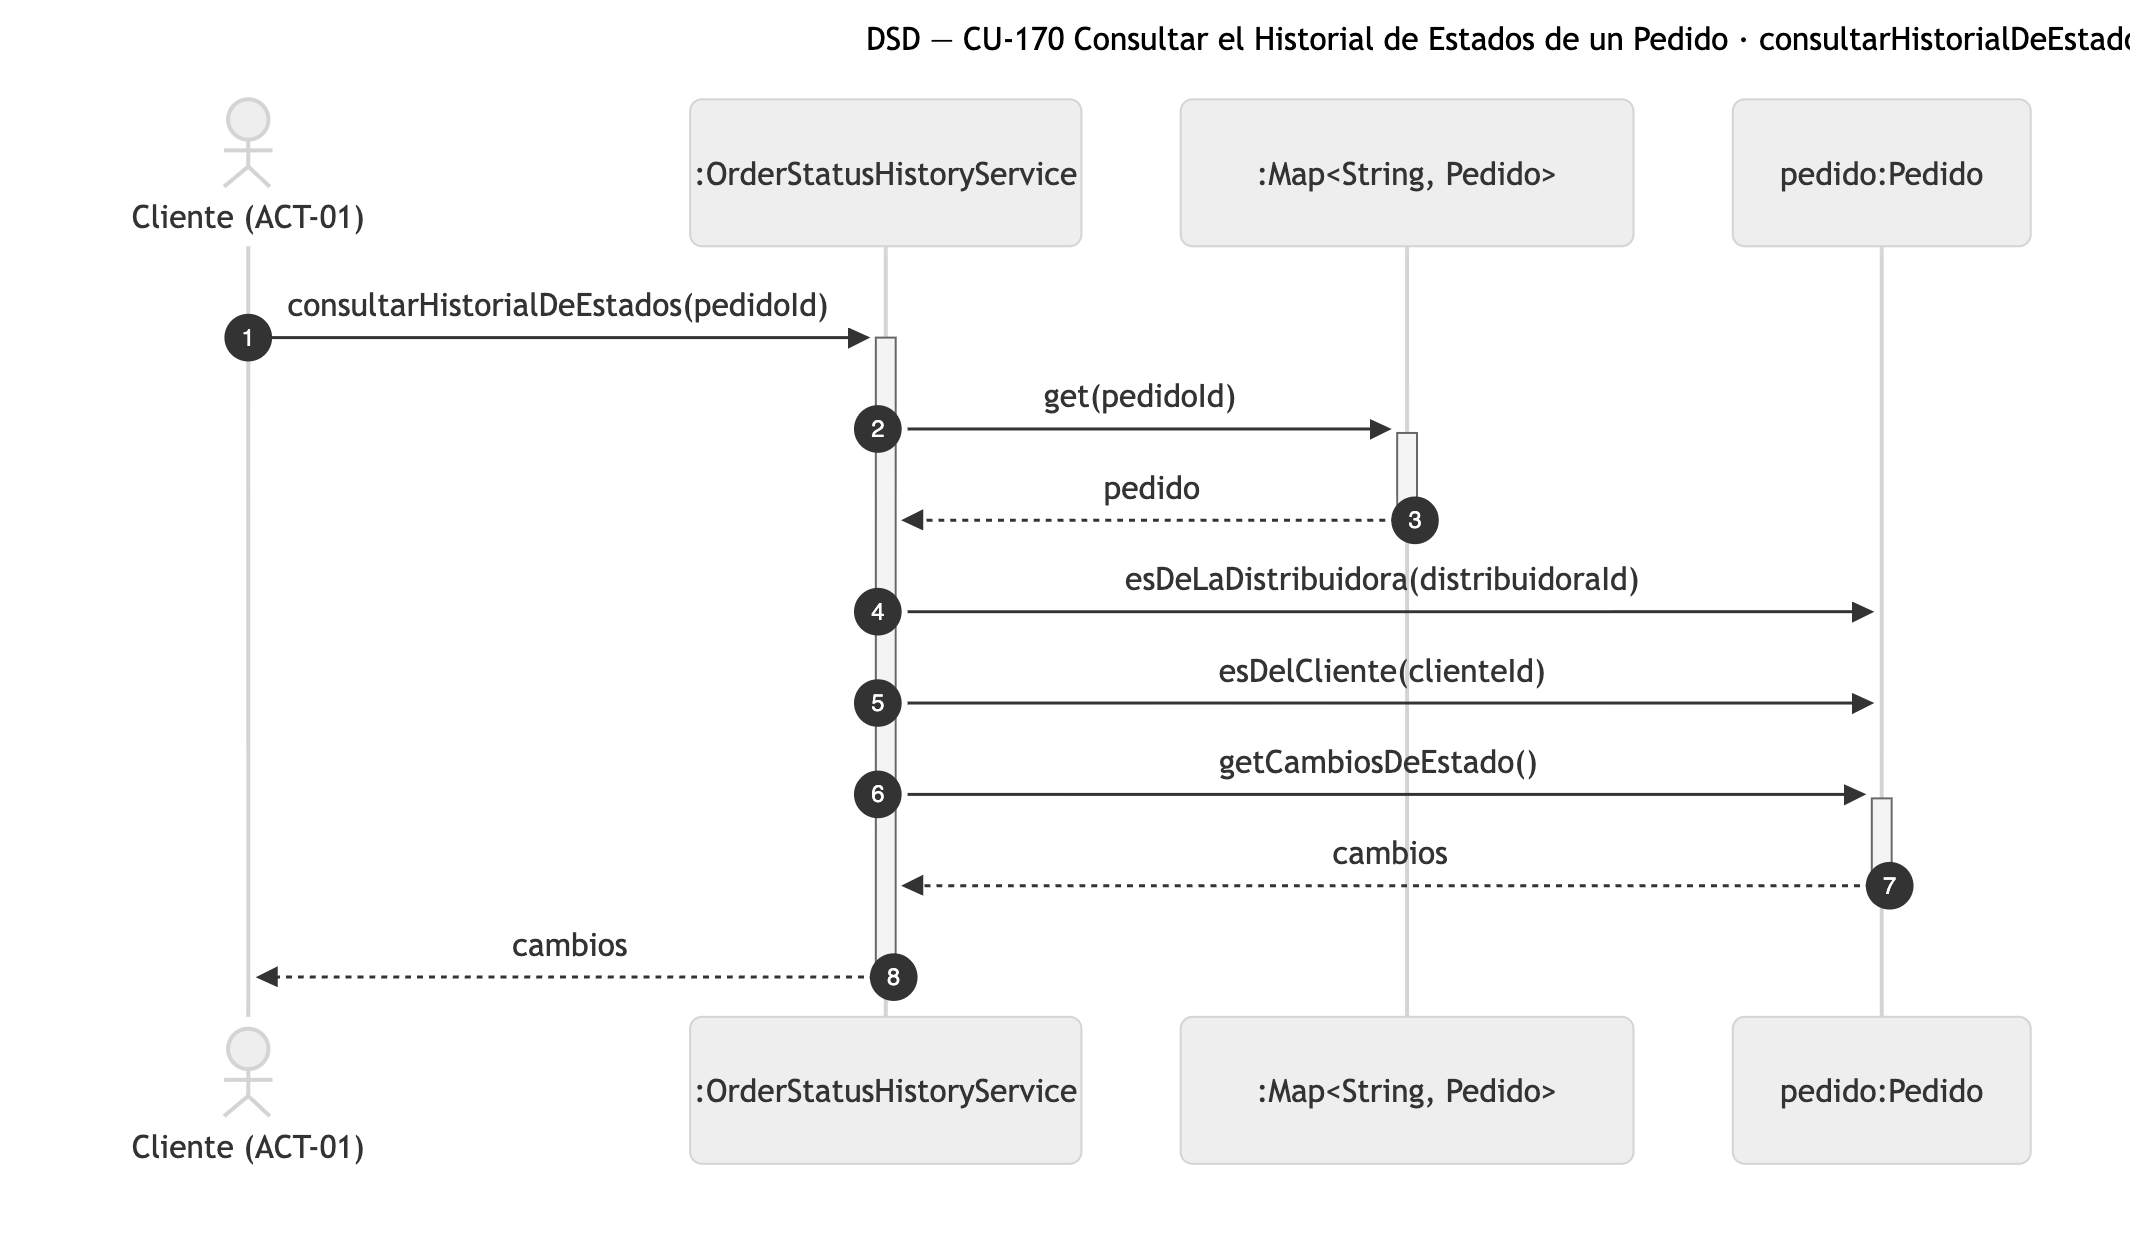 DSD — CU-170 Consultar el Historial de Estados de un Pedido · consultarHistorialDeEstado
Cliente (ACT-01)
:OrderStatusHistoryService
:Map<String, Pedido>
pedido:Pedido
consultarHistorialDeEstados(pedidoId)
1
get(pedidoId)
2
pedido
3
esDeLaDistribuidora(distribuidoraId)
4
esDelCliente(clienteId)
5
getCambiosDeEstado()
6
cambios
7
cambios
8
:OrderStatusHistoryService
:Map<String, Pedido>
pedido:Pedido
Cliente (ACT-01)